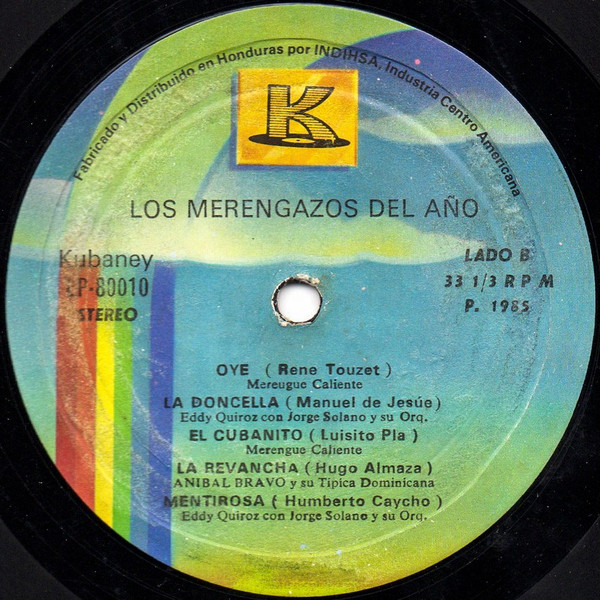 Fabricado y Distribuido en Honduras por INDIHSA, Industria Centro Americana
K
LOS MERENGAZOS DEL AÑO
Kubaney
LADO B
RP-80010
33 1/3 R P M
STEREO
P. 1985
OYE ( Rene Touzet )
Mereugue Caliente
LA DONCELLA ( Manuel de Jesúe )
Eddy Quiroz con Jorge Solano y su Orq.
EL CUBANITO ( Luisito Pla )
Merengue Caliente
LA REVANCHA ( Hugo Almaza )
ANIBAL BRAVO y su Típica Dominicana
MENTIROSA ( Humberto Caycho )
Eddy Quiroz con Jorge Solano y su Orq.